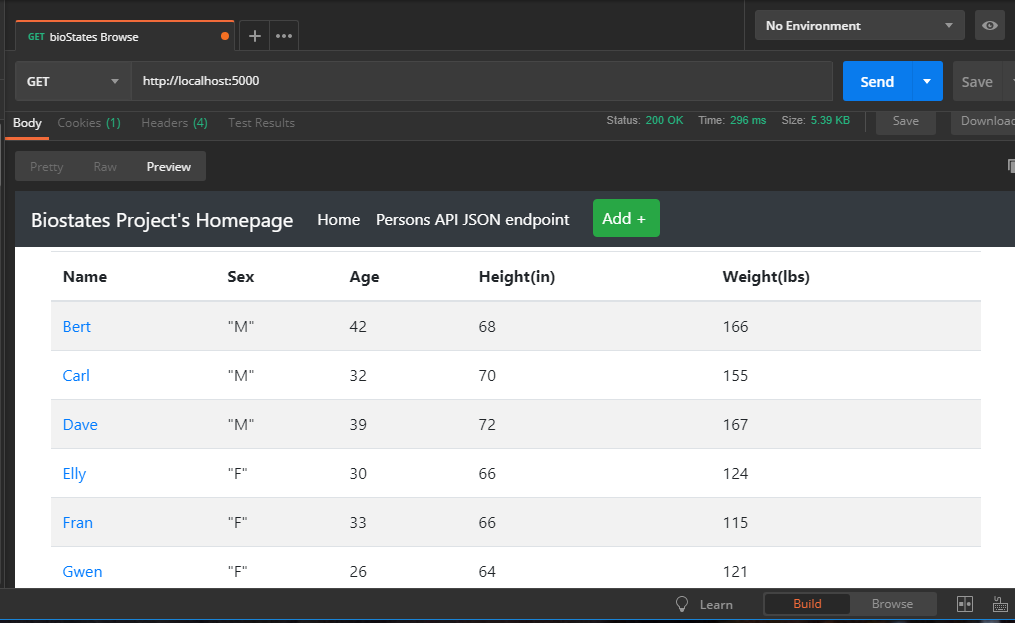 GET bioStates Browse
No Environment
GET http://localhost:5000 Send Save
Body Cookies (1) Headers (4) Test Results Status: 200 OK Time: 296 ms Size: 5.39 KB Save Download
Pretty Raw Preview
Biostates Project's Homepage Home Persons API JSON endpoint Add +
Name Sex Age Height(in) Weight(lbs)
Bert "M" 42 68 166
Carl "M" 32 70 155
Dave "M" 39 72 167
Elly "F" 30 66 124
Fran "F" 33 66 115
Gwen "F" 26 64 121
Learn Build Browse